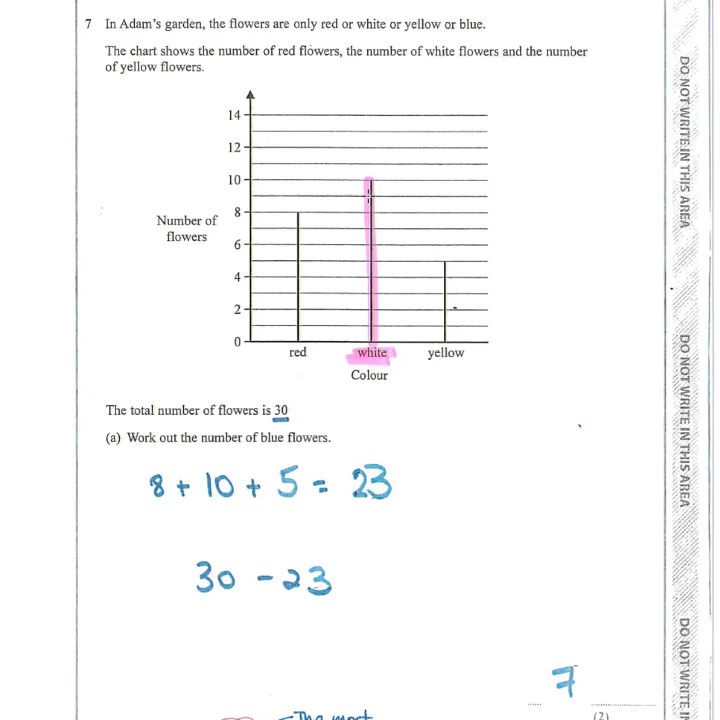 7 In Adam's garden, the flowers are only red or white or yellow or blue.
The chart shows the number of red flowers, the number of white flowers and the number
of yellow flowers.
14
12
10
8
6
4
2
0
Number of
flowers
red white yellow
Colour
The total number of flowers is 30
(a) Work out the number of blue flowers.
8 + 10 + 5 = 23
30 - 23
7
(2)
The most
DO NOT WRITE IN THIS AREA
DO NOT WRITE IN THIS AREA
DO NOT WRITE IN